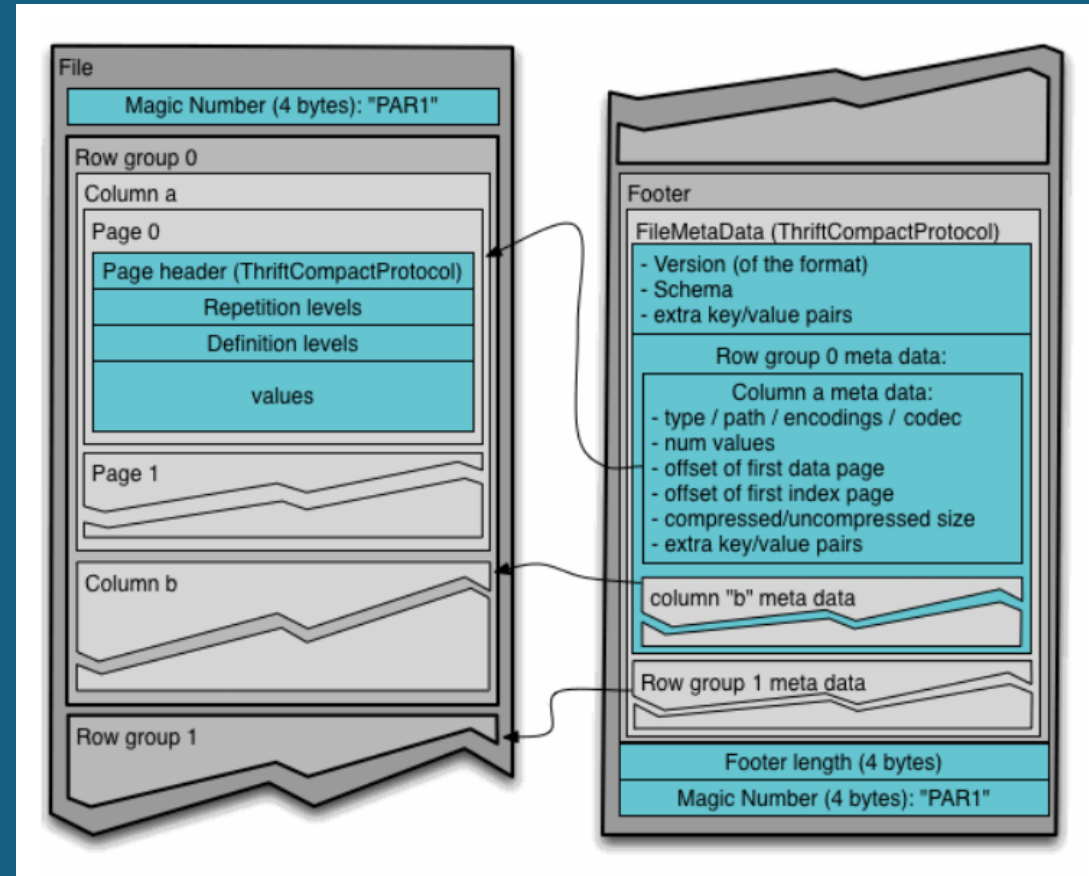 File
Magic Number (4 bytes): "PAR1"
Row group 0
Column a
Page 0
Page header (ThriftCompactProtocol)
Repetition levels
Definition levels
values
Page 1
Column b
Row group 1
Footer
FileMetaData (ThriftCompactProtocol)
- Version (of the format)
- Schema
- extra key/value pairs
Row group 0 meta data:
Column a meta data:
- type / path / encodings / codec
- num values
- offset of first data page
- offset of first index page
- compressed/uncompressed size
- extra key/value pairs
column "b" meta data
Row group 1 meta data
Footer length (4 bytes)
Magic Number (4 bytes): "PAR1"